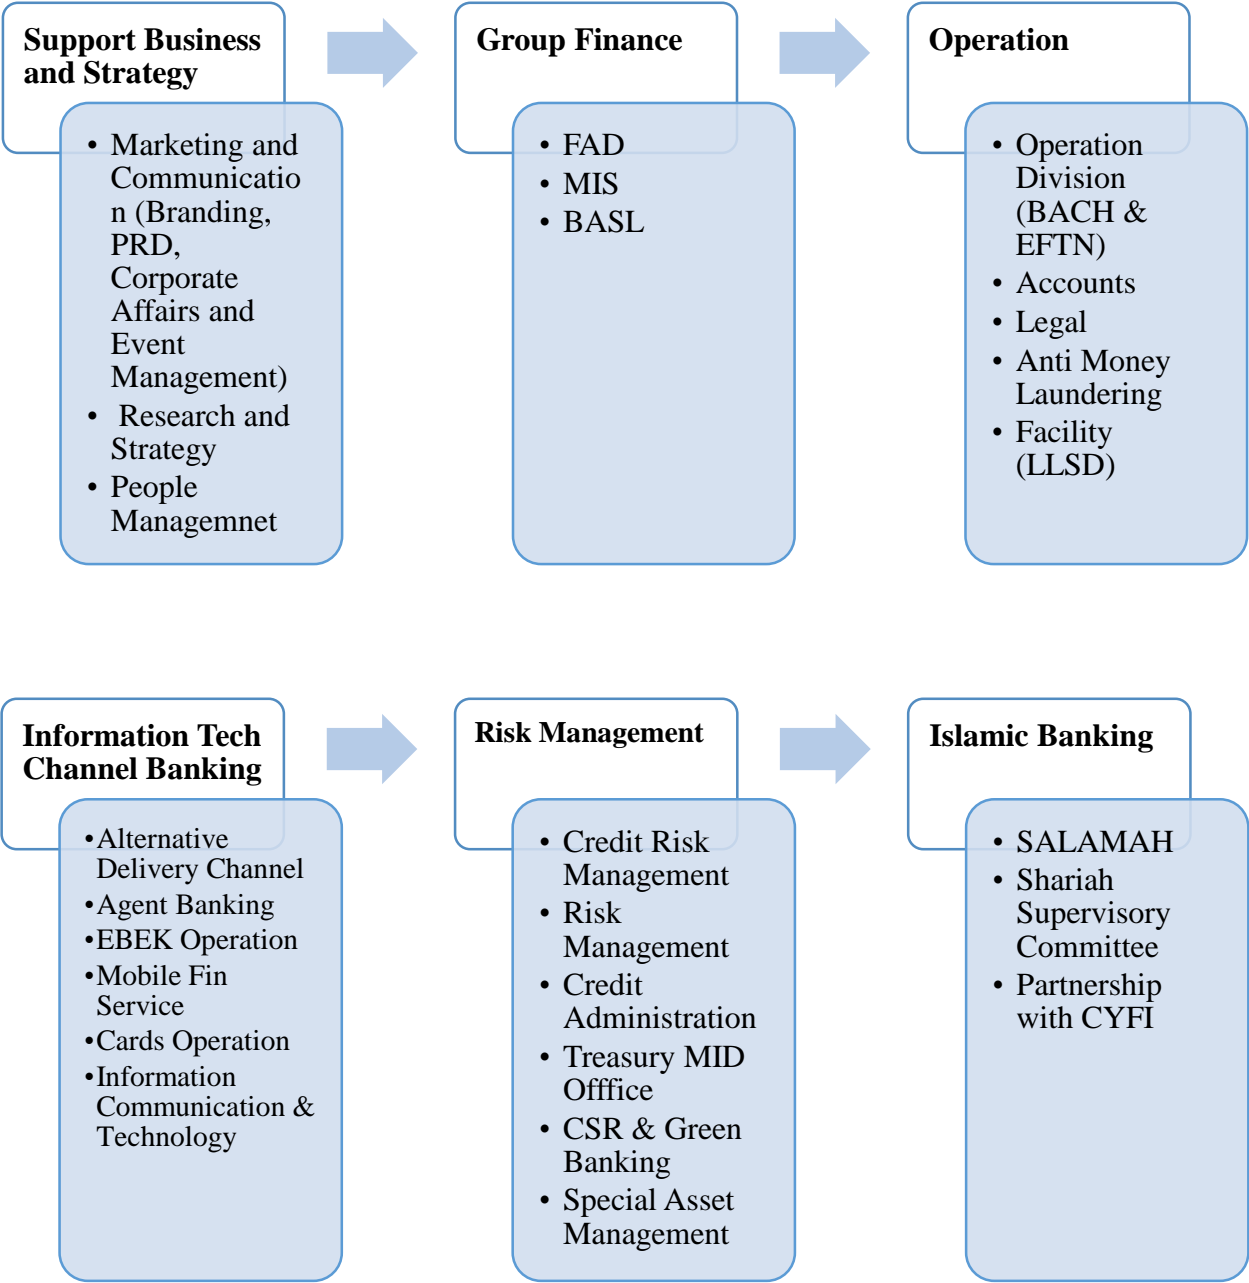 Support Business
and Strategy
• Marketing and
Communicatio
n (Branding,
PRD,
Corporate
Affairs and
Event
Management)
• Research and
Strategy
• People
Managemnet
Group Finance
• FAD
• MIS
• BASL
Operation
• Operation
Division
(BACH &
EFTN)
• Accounts
• Legal
• Anti Money
Laundering
• Facility
(LLSD)
Information Tech
Channel Banking
•Alternative
Delivery Channel
•Agent Banking
•EBEK Operation
•Mobile Fin
Service
•Cards Operation
•Information
Communication &
Technology
Risk Management
• Credit Risk
Management
• Risk
Management
• Credit
Administration
• Treasury MID
Offfice
• CSR & Green
Banking
• Special Asset
Management
Islamic Banking
• SALAMAH
• Shariah
Supervisory
Committee
• Partnership
with CYFI